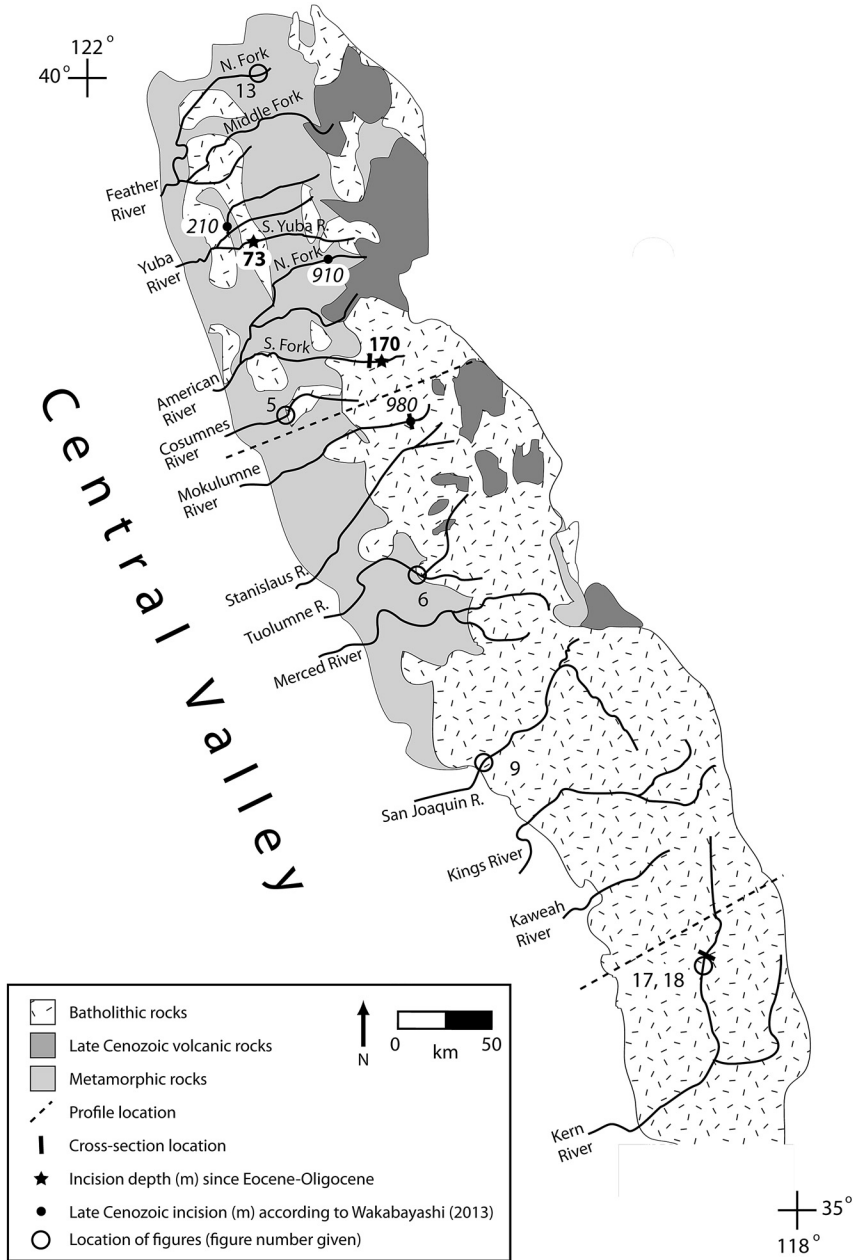 122°
40°
N. Fork
13
Middle Fork
Feather
River
210
S. Yuba R.
73
Yuba
River
N. Fork
910
170
S. Fork
American
River
5
980
Cosumnes
River
Mokulumne
River
Central Valley
Stanislaus R.
6
Tuolumne R.
Merced River
9
San Joaquin R.
Kings River
Kaweah
River
17, 18
Kern
River
Batholithic rocks
Late Cenozoic volcanic rocks
Metamorphic rocks
Profile location
Cross-section location
Incision depth (m) since Eocene-Oligocene
Late Cenozoic incision (m) according to Wakabayashi (2013)
Location of figures (figure number given)
N
0 km 50
35°
118°